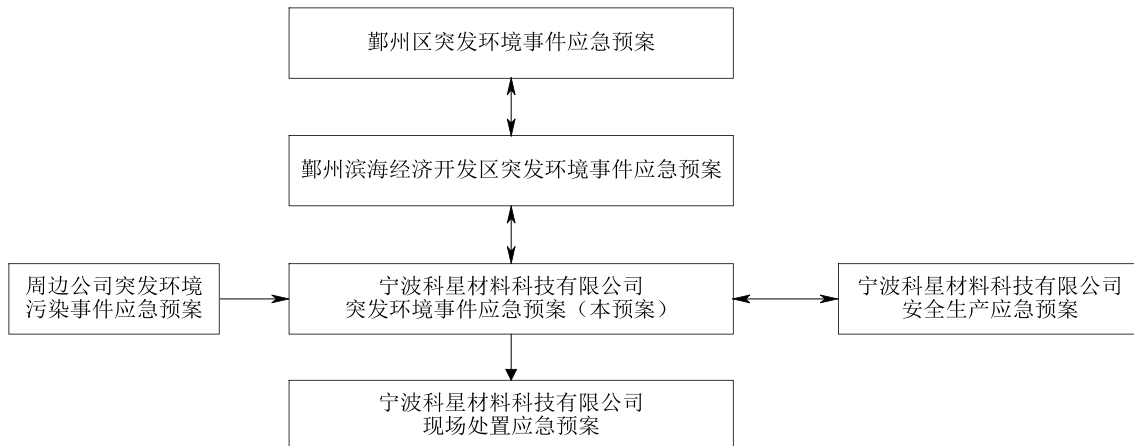 鄞州区突发环境事件应急预案
鄞州滨海经济开发区突发环境事件应急预案
周边公司突发环境
污染事件应急预案
宁波科星材料科技有限公司
突发环境事件应急预案（本预案）
宁波科星材料科技有限公司
安全生产应急预案
宁波科星材料科技有限公司
现场处置应急预案